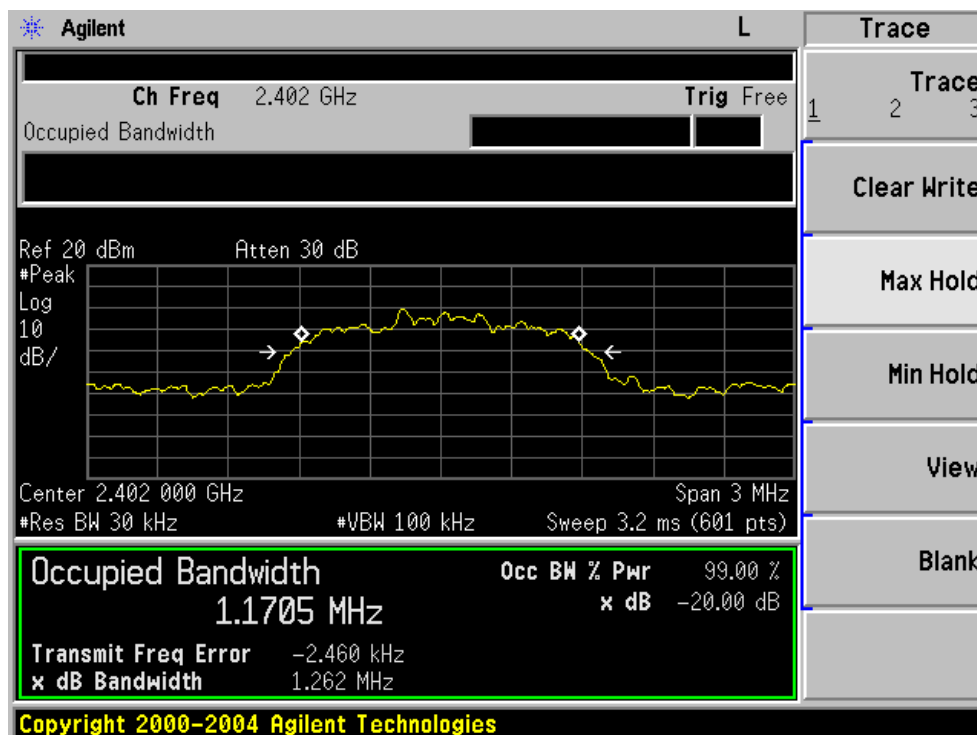 Agilent L Trace
Ch Freq 2.402 GHz Trig Free
Occupied Bandwidth
Ref 20 dBm Atten 30 dB
#Peak
Log
10
dB/
Center 2.402 000 GHz Span 3 MHz
#Res BW 30 kHz #VBW 100 kHz Sweep 3.2 ms (601 pts)
Occupied Bandwidth
1.1705 MHz
Occ BW % Pwr 99.00 %
x dB -20.00 dB
Transmit Freq Error -2.460 kHz
x dB Bandwidth 1.262 MHz
Copyright 2000-2004 Agilent Technologies
Trace
1 2 3
Clear Write
Max Hold
Min Hold
View
Blank